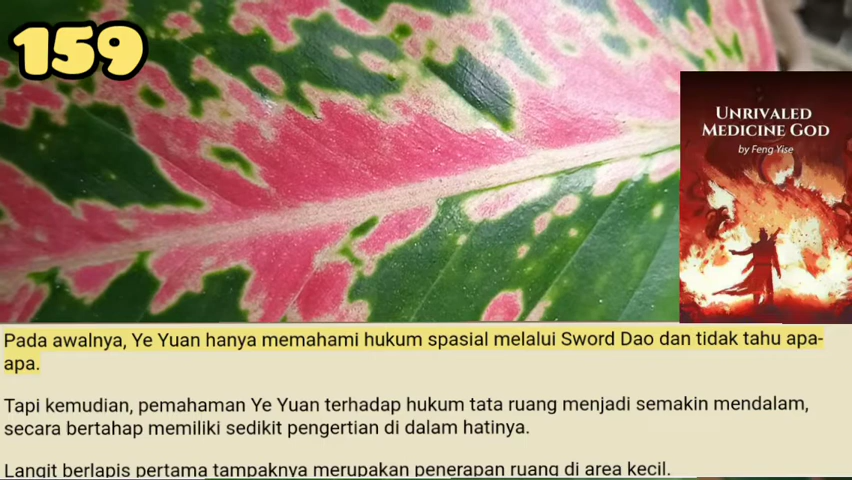 159
UNRIVALED
MEDICINE GOD
by Feng Yise
Pada awalnya, Ye Yuan hanya memahami hukum spasial melalui Sword Dao dan tidak tahu apa-
apa.
Tapi kemudian, pemahaman Ye Yuan terhadap hukum tata ruang menjadi semakin mendalam,
secara bertahap memiliki sedikit pengertian di dalam hatinya.
Langit berlapis pertama tampaknya merupakan penerapan ruang di area kecil.